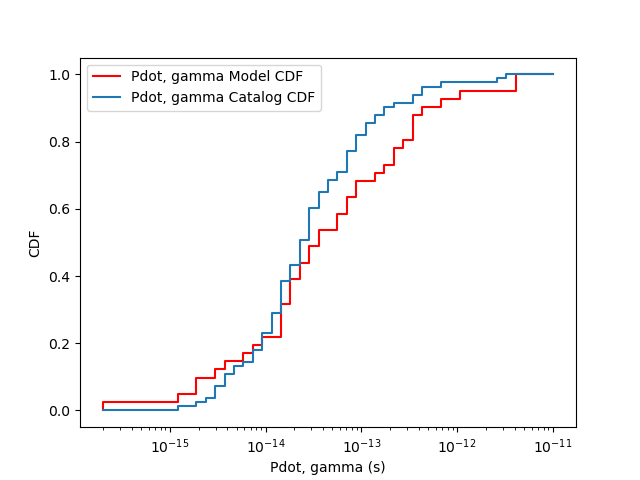 Pdot, gamma Model CDF
Pdot, gamma Catalog CDF
1.0
0.8
0.6
0.4
0.2
0.0
CDF
10⁻¹⁵ 10⁻¹⁴ 10⁻¹³ 10⁻¹² 10⁻¹¹
Pdot, gamma (s)